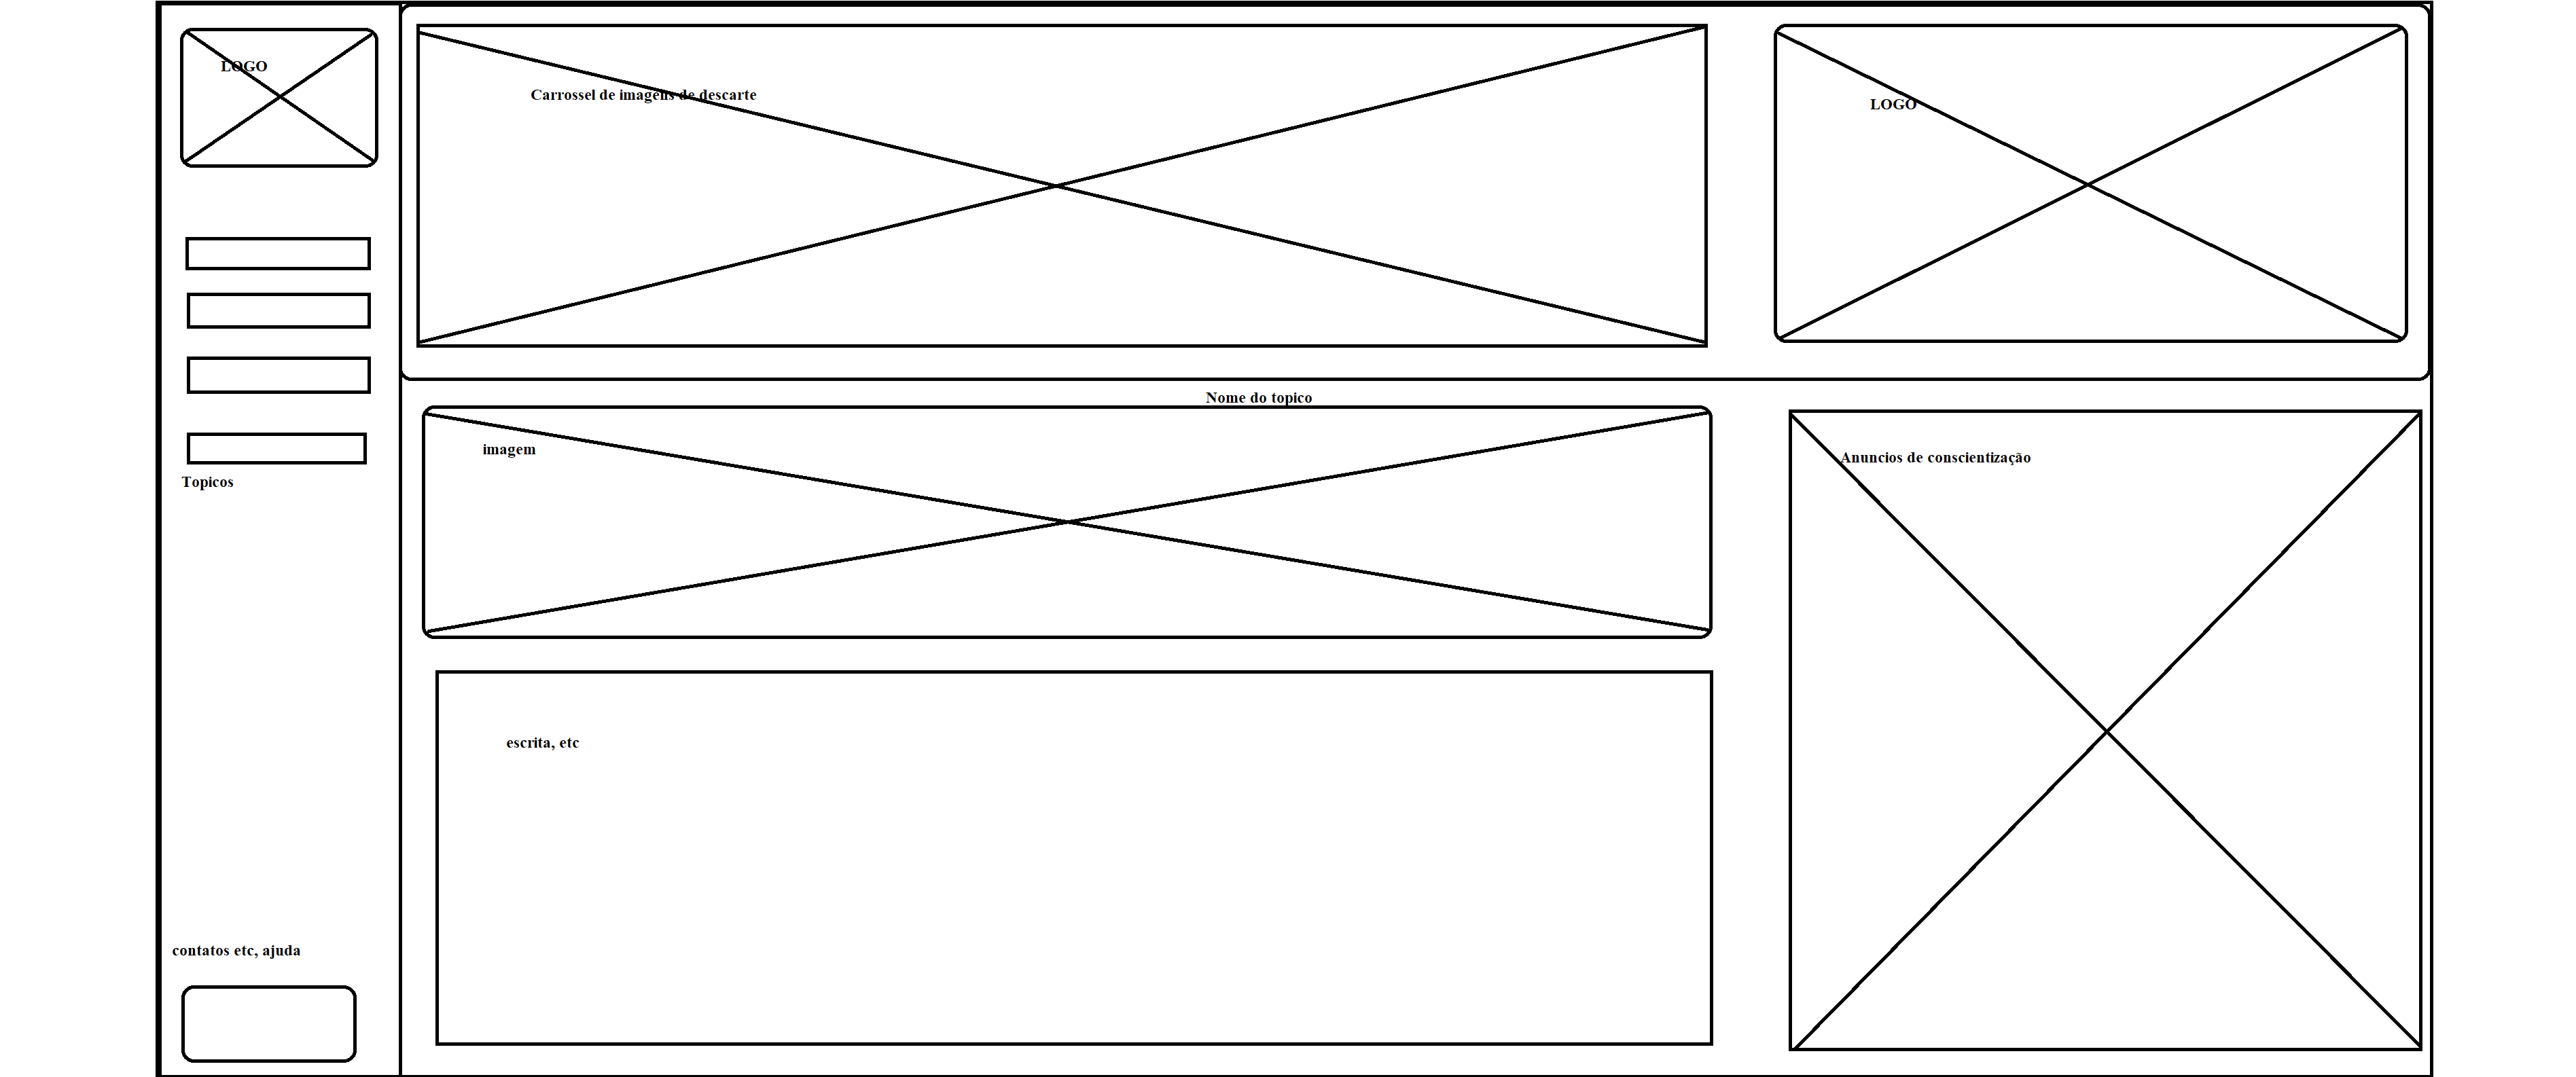 LOGO
Carrossel de imagens de descarte
LOGO
Nome do topico
imagem
Anuncios de conscientização
Topicos
escrita, etc
contatos etc, ajuda